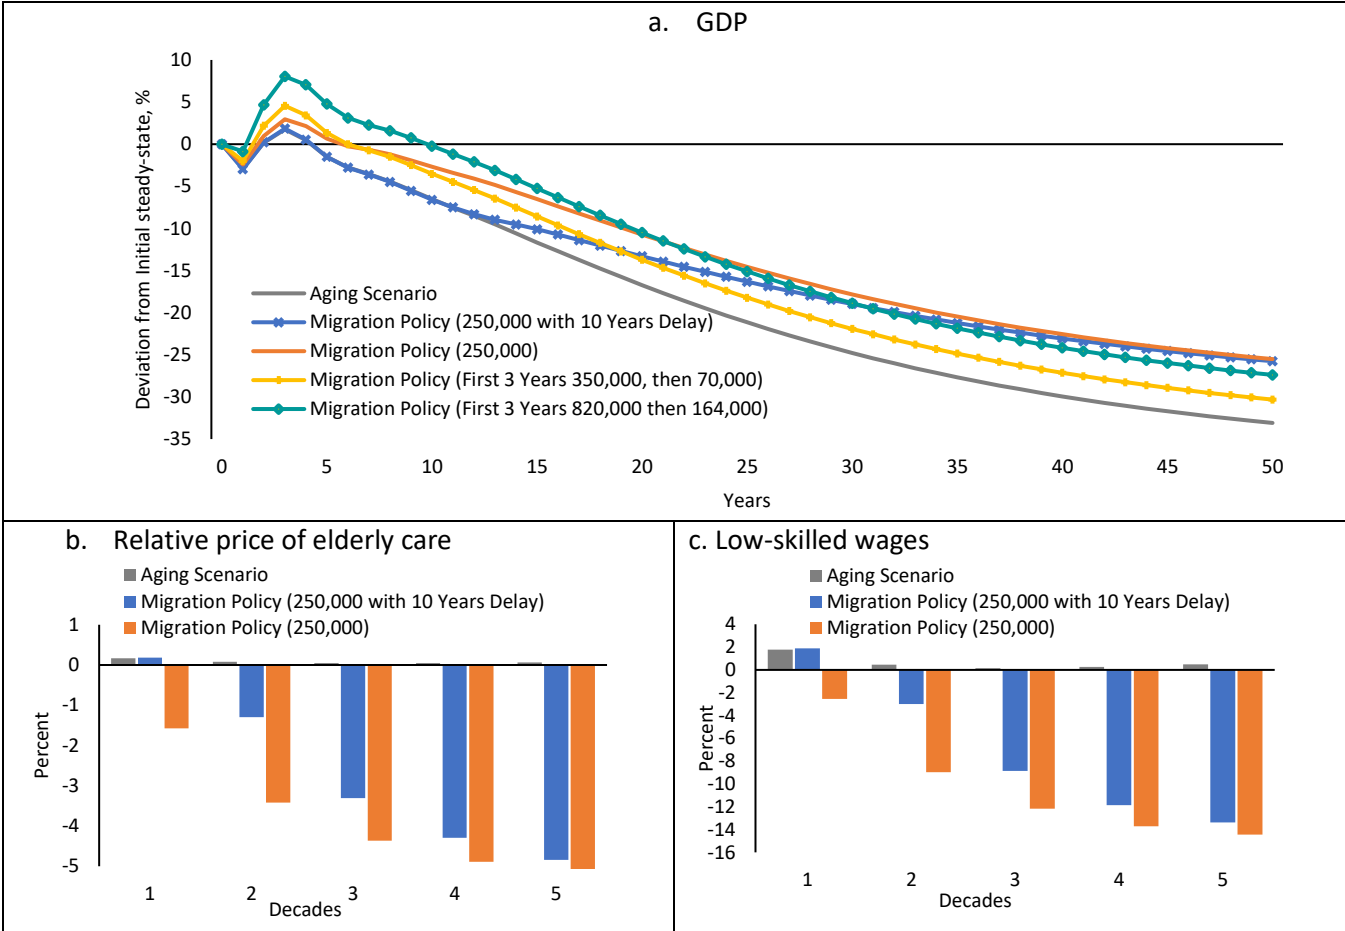 a. GDP
Deviation from Initial steady-state, %
10
5
0
-5
-10
-15
-20
-25
-30
-35
Aging Scenario
Migration Policy (250,000 with 10 Years Delay)
Migration Policy (250,000)
Migration Policy (First 3 Years 350,000, then 70,000)
Migration Policy (First 3 Years 820,000 then 164,000)
0 5 10 15 20 25 30 35 40 45 50
Years
b. Relative price of elderly care
Aging Scenario
Migration Policy (250,000 with 10 Years Delay)
Migration Policy (250,000)
Percent
1
0
-1
-2
-3
-4
-5
1 2 3 4 5
Decades
c. Low-skilled wages
Aging Scenario
Migration Policy (250,000 with 10 Years Delay)
Migration Policy (250,000)
Percent
4
2
0
-2
-4
-6
-8
-10
-12
-14
-16
1 2 3 4 5
Decades